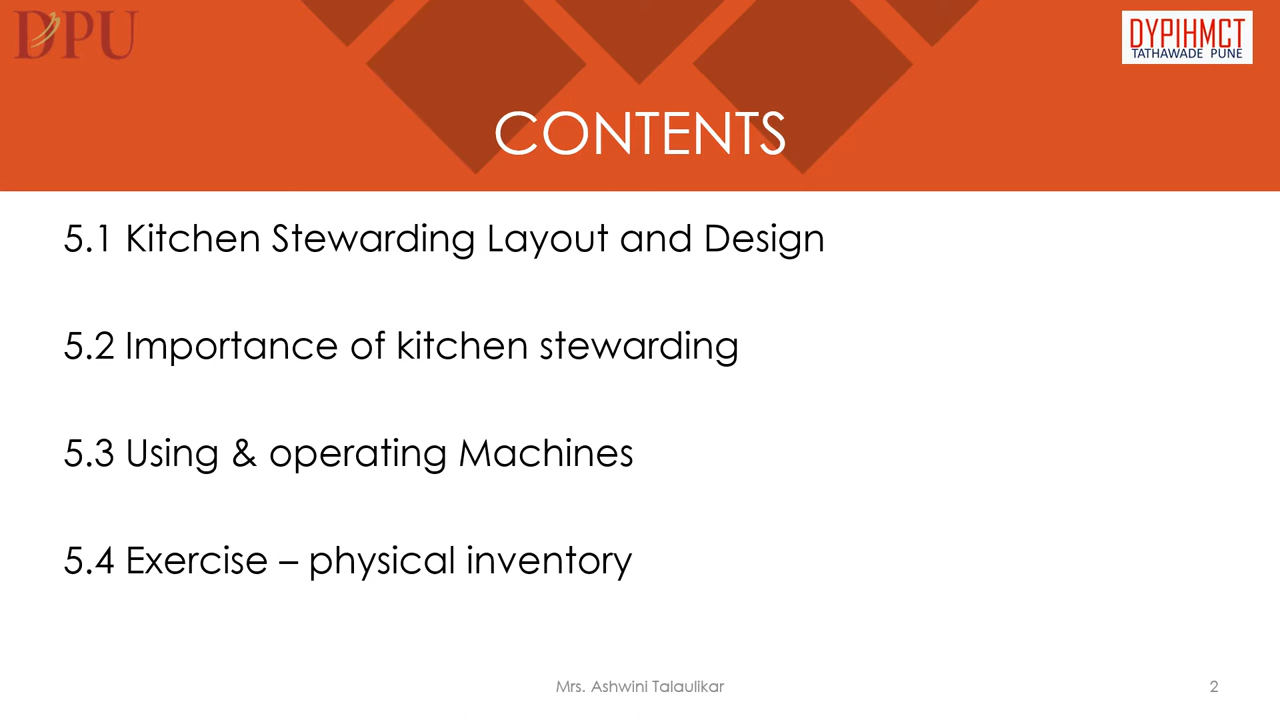 DPU
DYPIHMCT
TATHAWADE PUNE
CONTENTS
5.1 Kitchen Stewarding Layout and Design
5.2 Importance of kitchen stewarding
5.3 Using & operating Machines
5.4 Exercise – physical inventory
Mrs. Ashwini Talaulikar
2